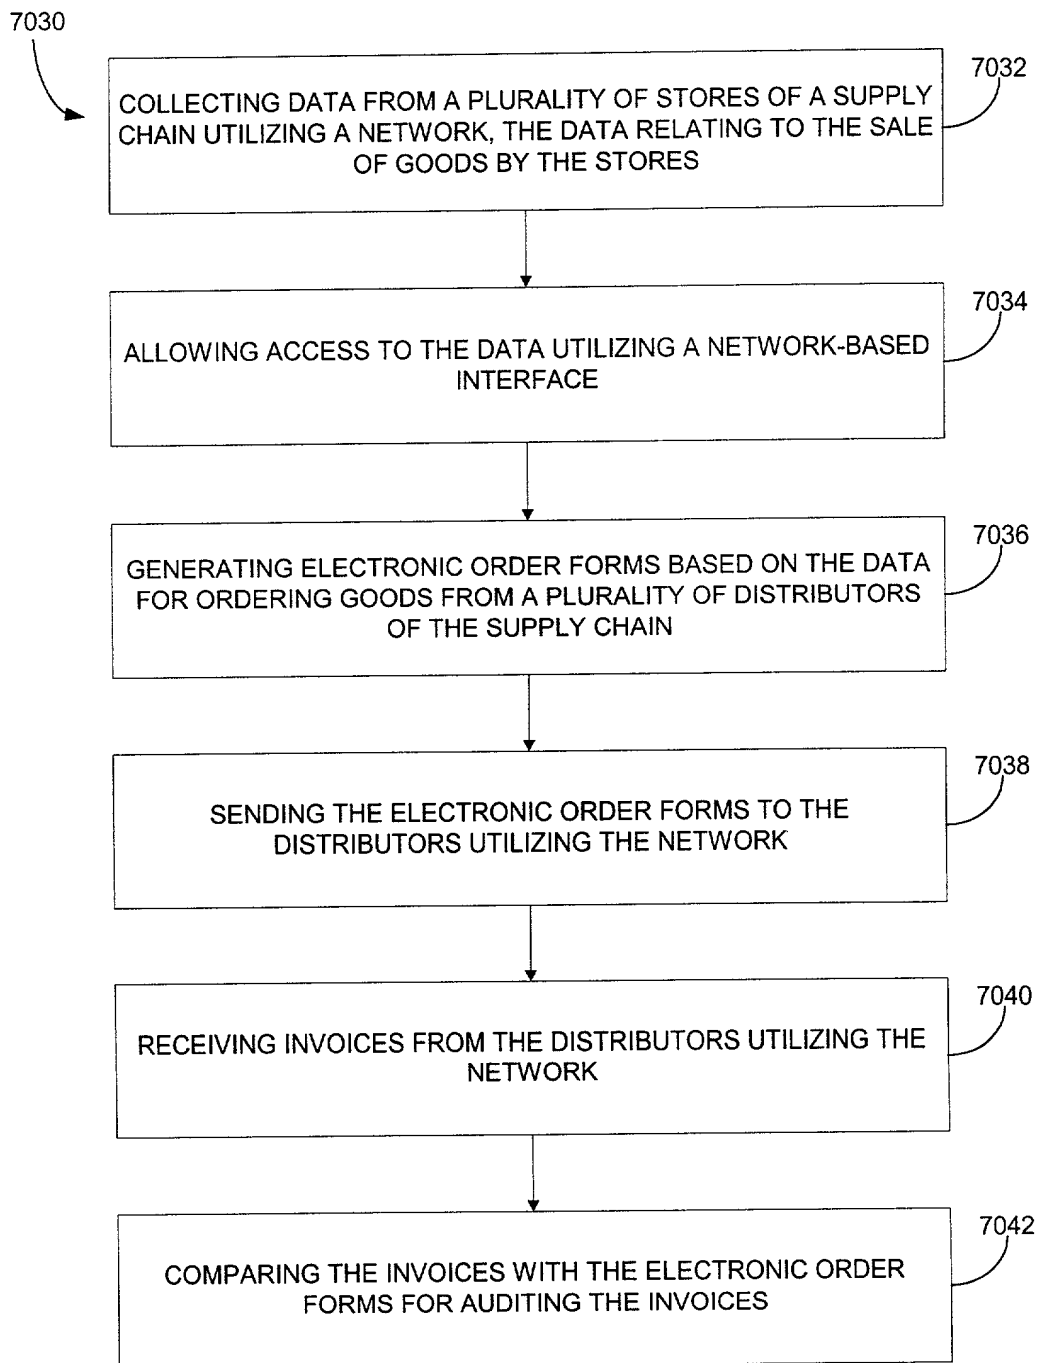 7030
7032
COLLECTING DATA FROM A PLURALITY OF STORES OF A SUPPLY
CHAIN UTILIZING A NETWORK, THE DATA RELATING TO THE SALE
OF GOODS BY THE STORES
7034
ALLOWING ACCESS TO THE DATA UTILIZING A NETWORK-BASED
INTERFACE
7036
GENERATING ELECTRONIC ORDER FORMS BASED ON THE DATA
FOR ORDERING GOODS FROM A PLURALITY OF DISTRIBUTORS
OF THE SUPPLY CHAIN
7038
SENDING THE ELECTRONIC ORDER FORMS TO THE
DISTRIBUTORS UTILIZING THE NETWORK
7040
RECEIVING INVOICES FROM THE DISTRIBUTORS UTILIZING THE
NETWORK
7042
COMPARING THE INVOICES WITH THE ELECTRONIC ORDER
FORMS FOR AUDITING THE INVOICES